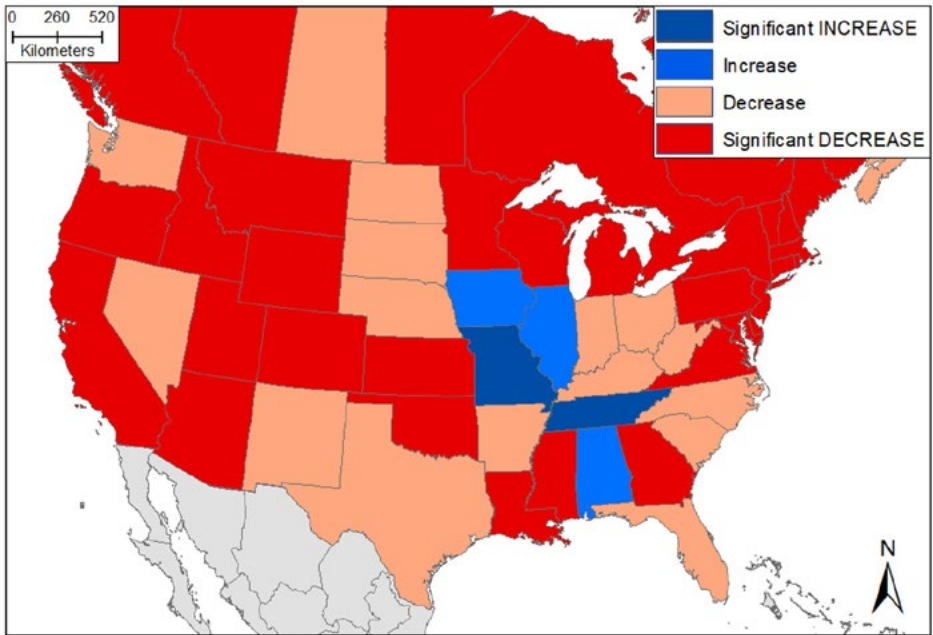 0 260 520
Kilometers
Significant INCREASE
Increase
Decrease
Significant DECREASE
N